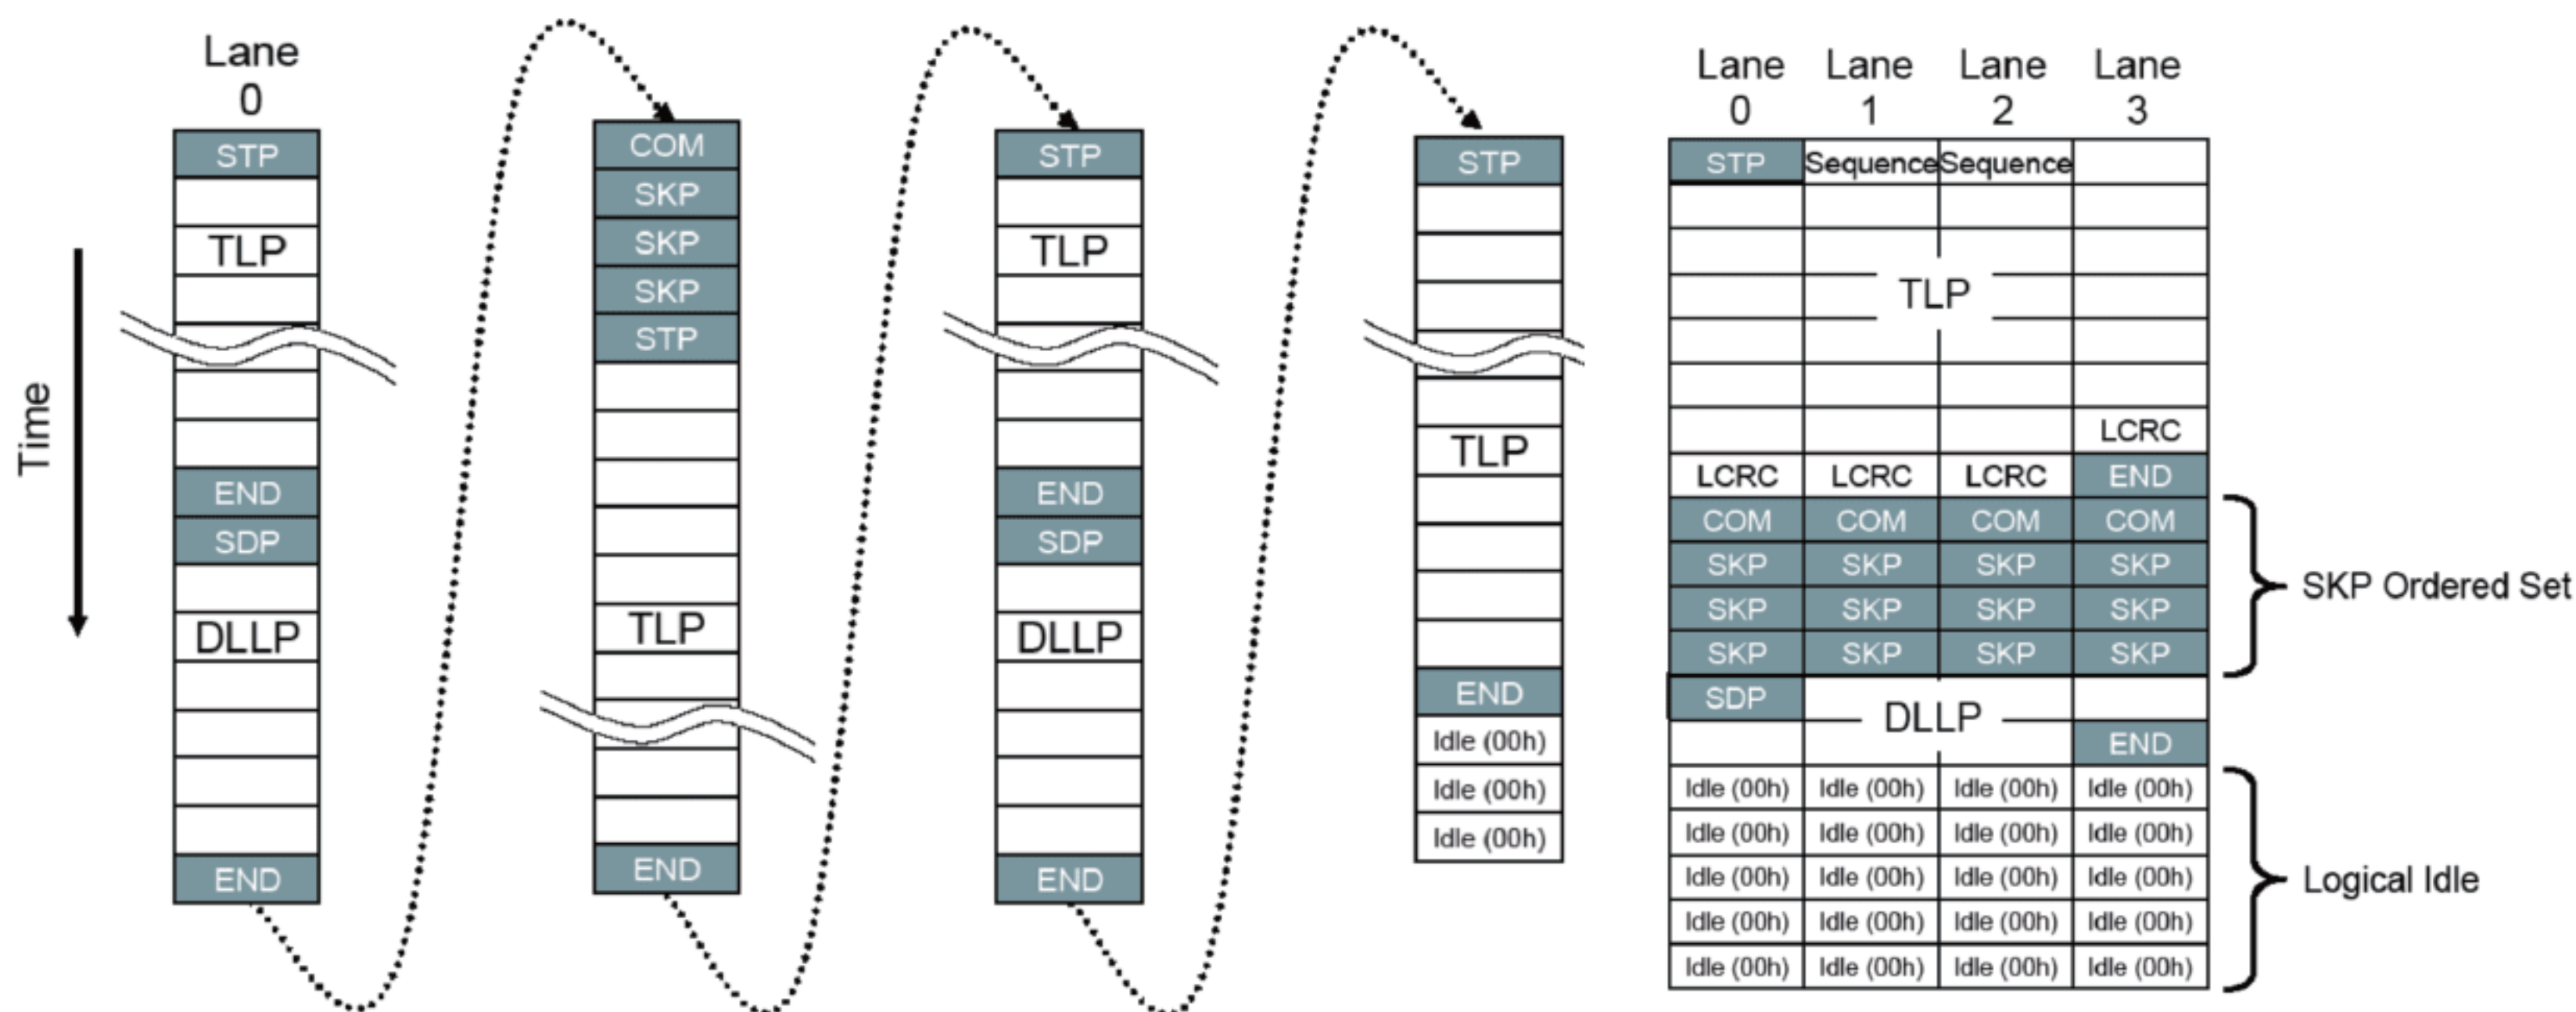 Time
Lane
0
STP
TLP
END
SDP
DLLP
END
COM
SKP
SKP
SKP
STP
TLP
END
STP
TLP
END
SDP
DLLP
END
STP
TLP
END
Idle (00h)
Idle (00h)
Idle (00h)
Lane Lane Lane Lane
0 1 2 3
STP Sequence Sequence
TLP
LCRC
LCRC LCRC LCRC END
COM COM COM COM
SKP SKP SKP SKP
SKP SKP SKP SKP
SKP SKP SKP SKP
SKP Ordered Set
SDP
DLLP
END
Idle (00h) Idle (00h) Idle (00h) Idle (00h)
Idle (00h) Idle (00h) Idle (00h) Idle (00h)
Idle (00h) Idle (00h) Idle (00h) Idle (00h)
Idle (00h) Idle (00h) Idle (00h) Idle (00h)
Idle (00h) Idle (00h) Idle (00h) Idle (00h)
Logical Idle